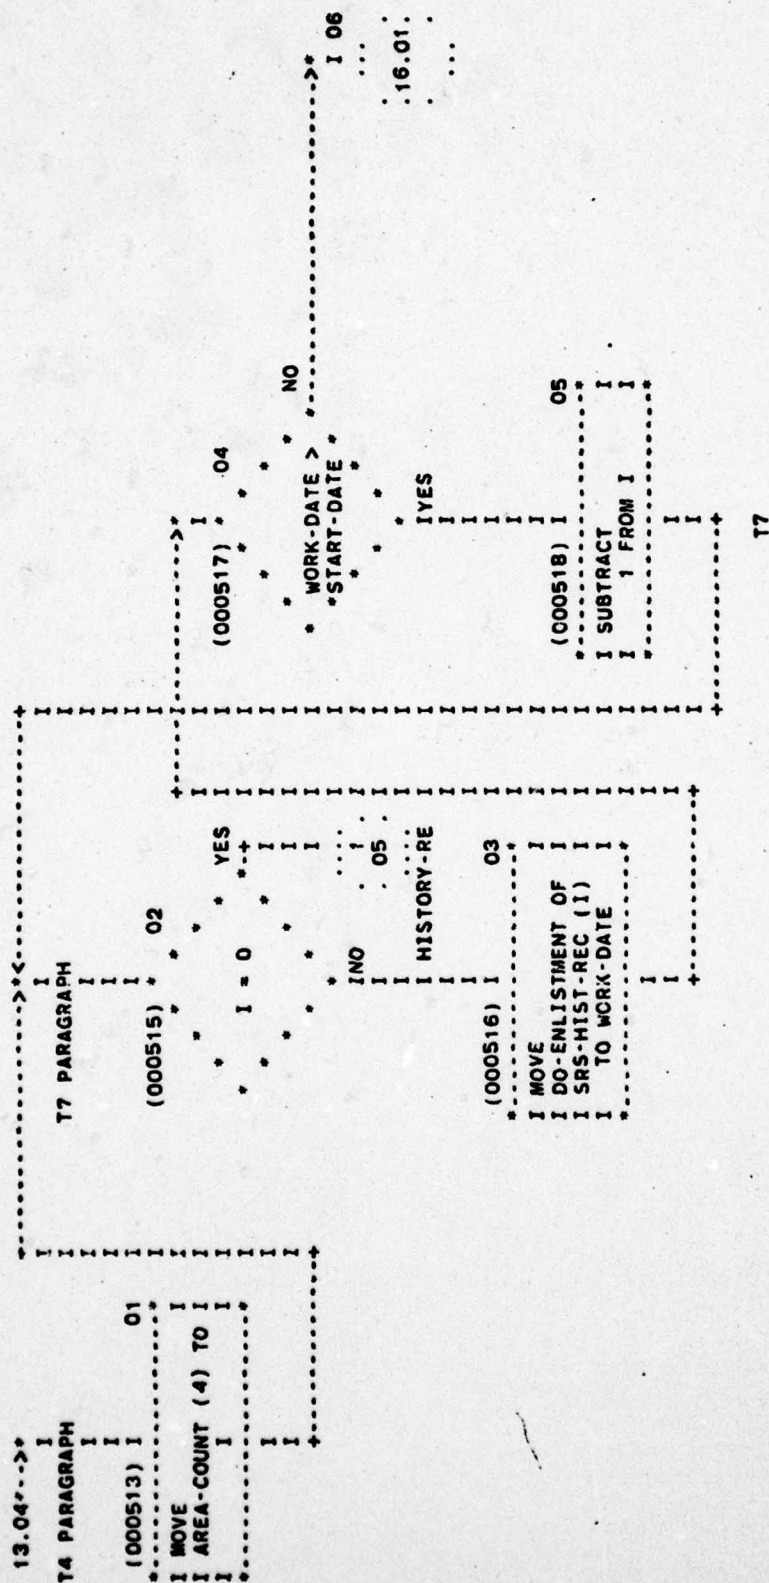 13.04*-->*
T4 PARAGRAPH
(000513) I 01
I MOVE I
I AREA-COUNT (4) TO I
I I I
T7 PARAGRAPH
(000515) * 02
I = 0
YES
NO
1
.05.
HISTORY-RE
(000516) I 03
I MOVE I
I DO-ENLISTMENT OF I
I SRS-HIST-REC (I) I
I TO WORK-DATE I
(000517) * 04
NO
* WORK-DATE >
*START-DATE *
IYES
(000518) I 05
I SUBTRACT I
I 1 FROM I I
I 06
.16.01.
T7